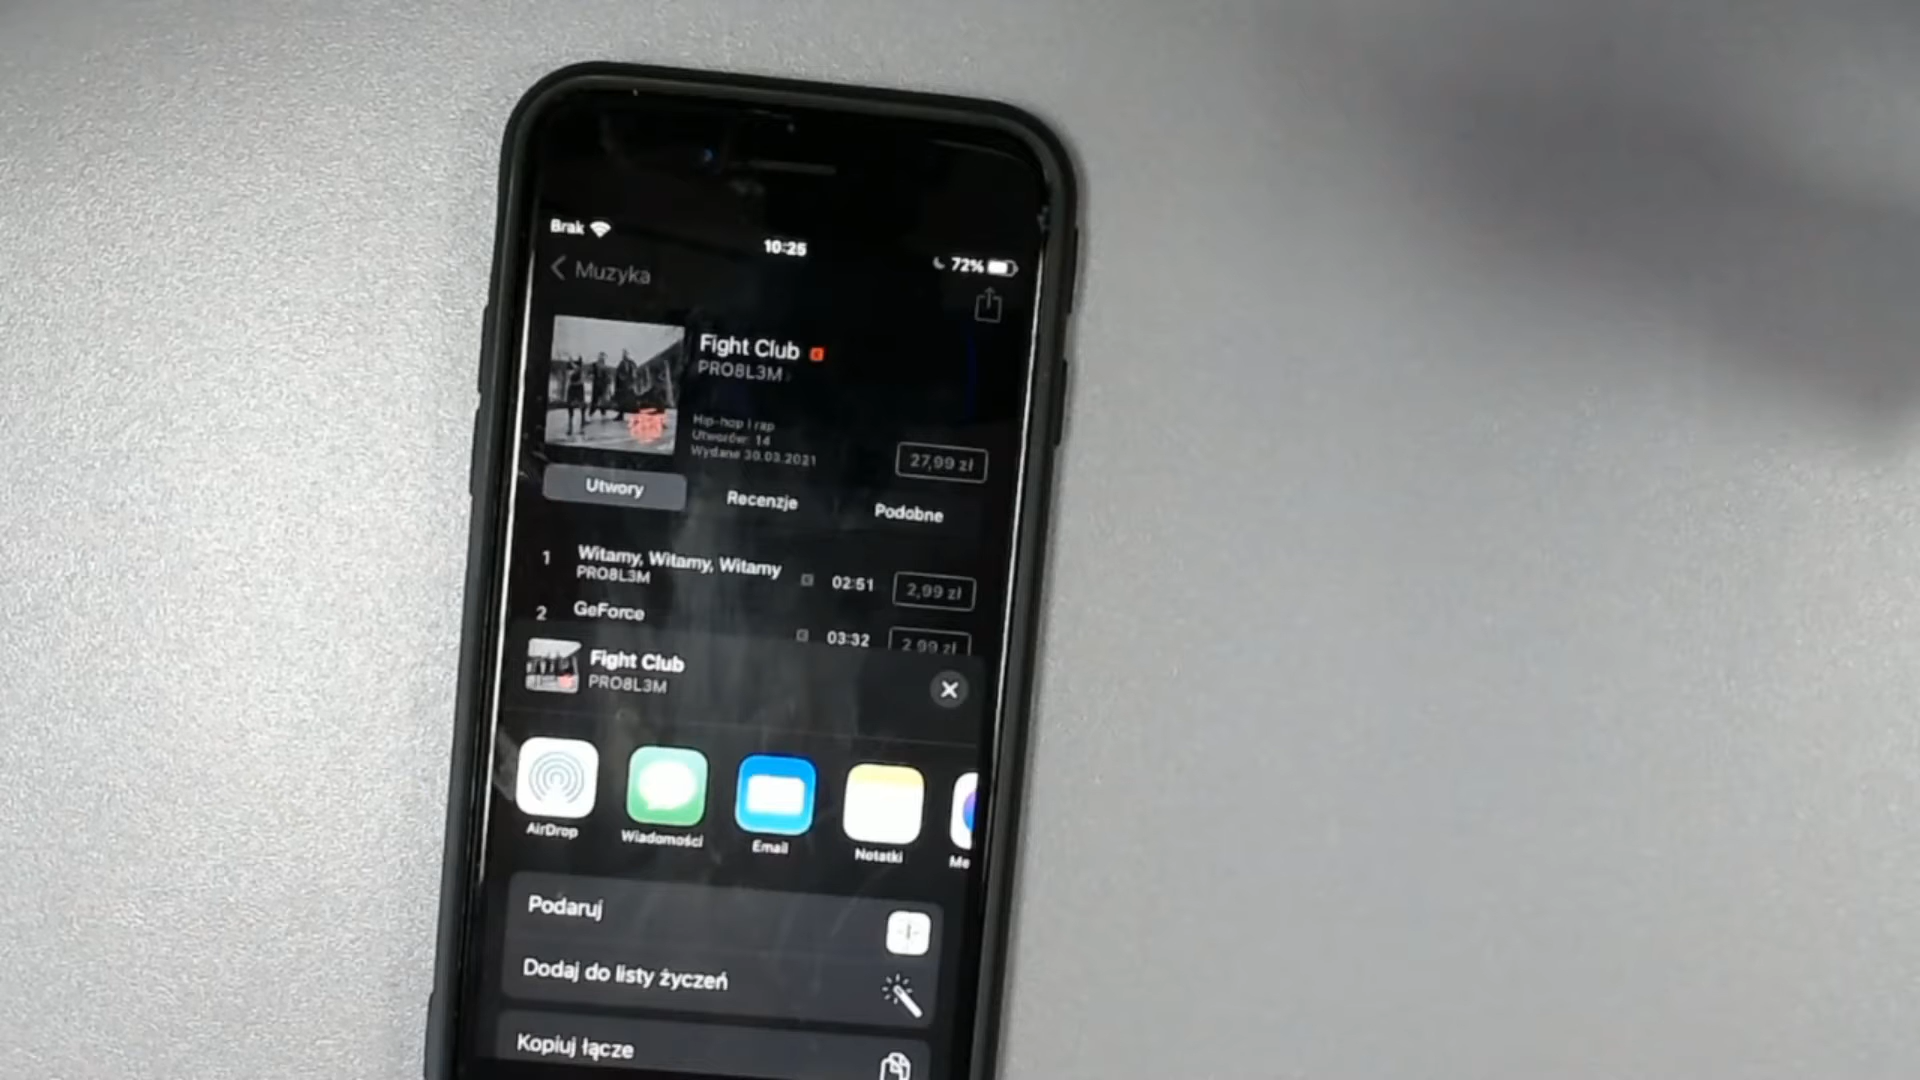 Brak
10:25
72%
Muzyka
Fight Club
PRO8L3M
Hip-hop i rap
Utworów: 14
Wydane 30.03.2021
27,99 zł
Utwory
Recenzje
Podobne
1
Witamy, Witamy, Witamy
PRO8L3M
02:51
2,99 zł
2
GeForce
03:32
2,99 zł
Fight Club
PRO8L3M
AirDrop
Wiadomości
Email
Notatki
Me
Podaruj
Dodaj do listy życzeń
Kopiuj łącze